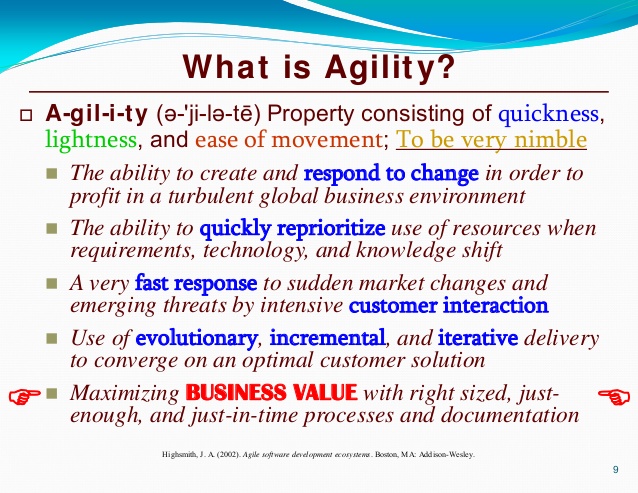 What is Agility?
A-gil-i-ty (ə-'ji-lə-tē) Property consisting of quickness,
lightness, and ease of movement; To be very nimble
The ability to create and respond to change in order to
profit in a turbulent global business environment
The ability to quickly reprioritize use of resources when
requirements, technology, and knowledge shift
A very fast response to sudden market changes and
emerging threats by intensive customer interaction
Use of evolutionary, incremental, and iterative delivery
to converge on an optimal customer solution
Maximizing BUSINESS VALUE with right sized, just-
enough, and just-in-time processes and documentation
Highsmith, J. A. (2002). Agile software development ecosystems. Boston, MA: Addison-Wesley.
9